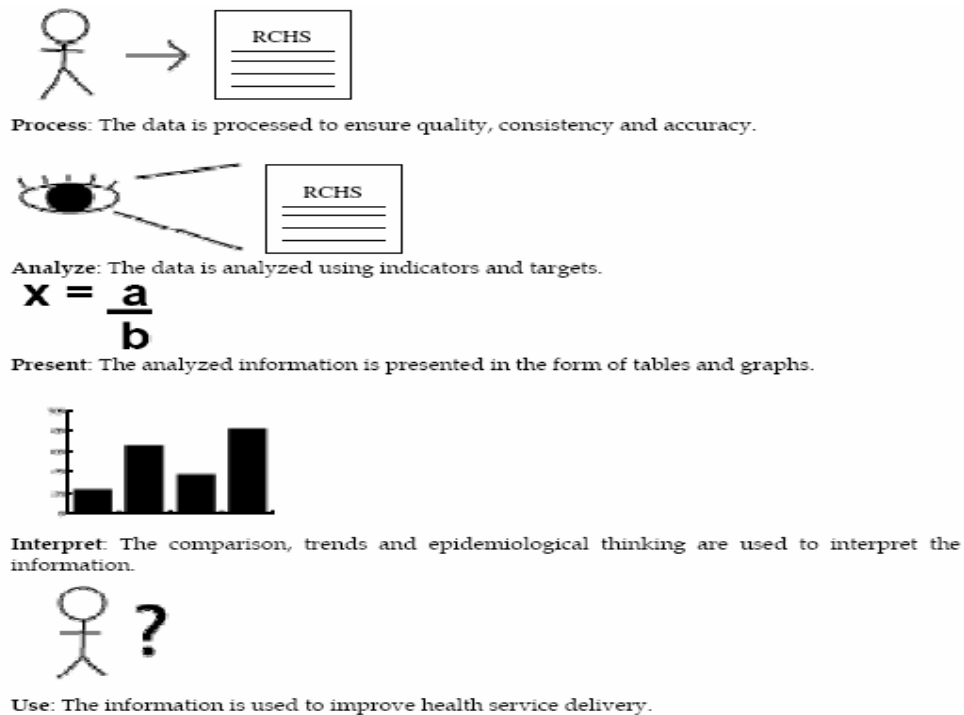 RCHS
Process: The data is processed to ensure quality, consistency and accuracy.
RCHS
Analyze: The data is analyzed using indicators and targets.
x = a
b
Present: The analyzed information is presented in the form of tables and graphs.
0
Interpret: The comparison, trends and epidemiological thinking are used to interpret the
information.
?
Use: The information is used to improve health service delivery.